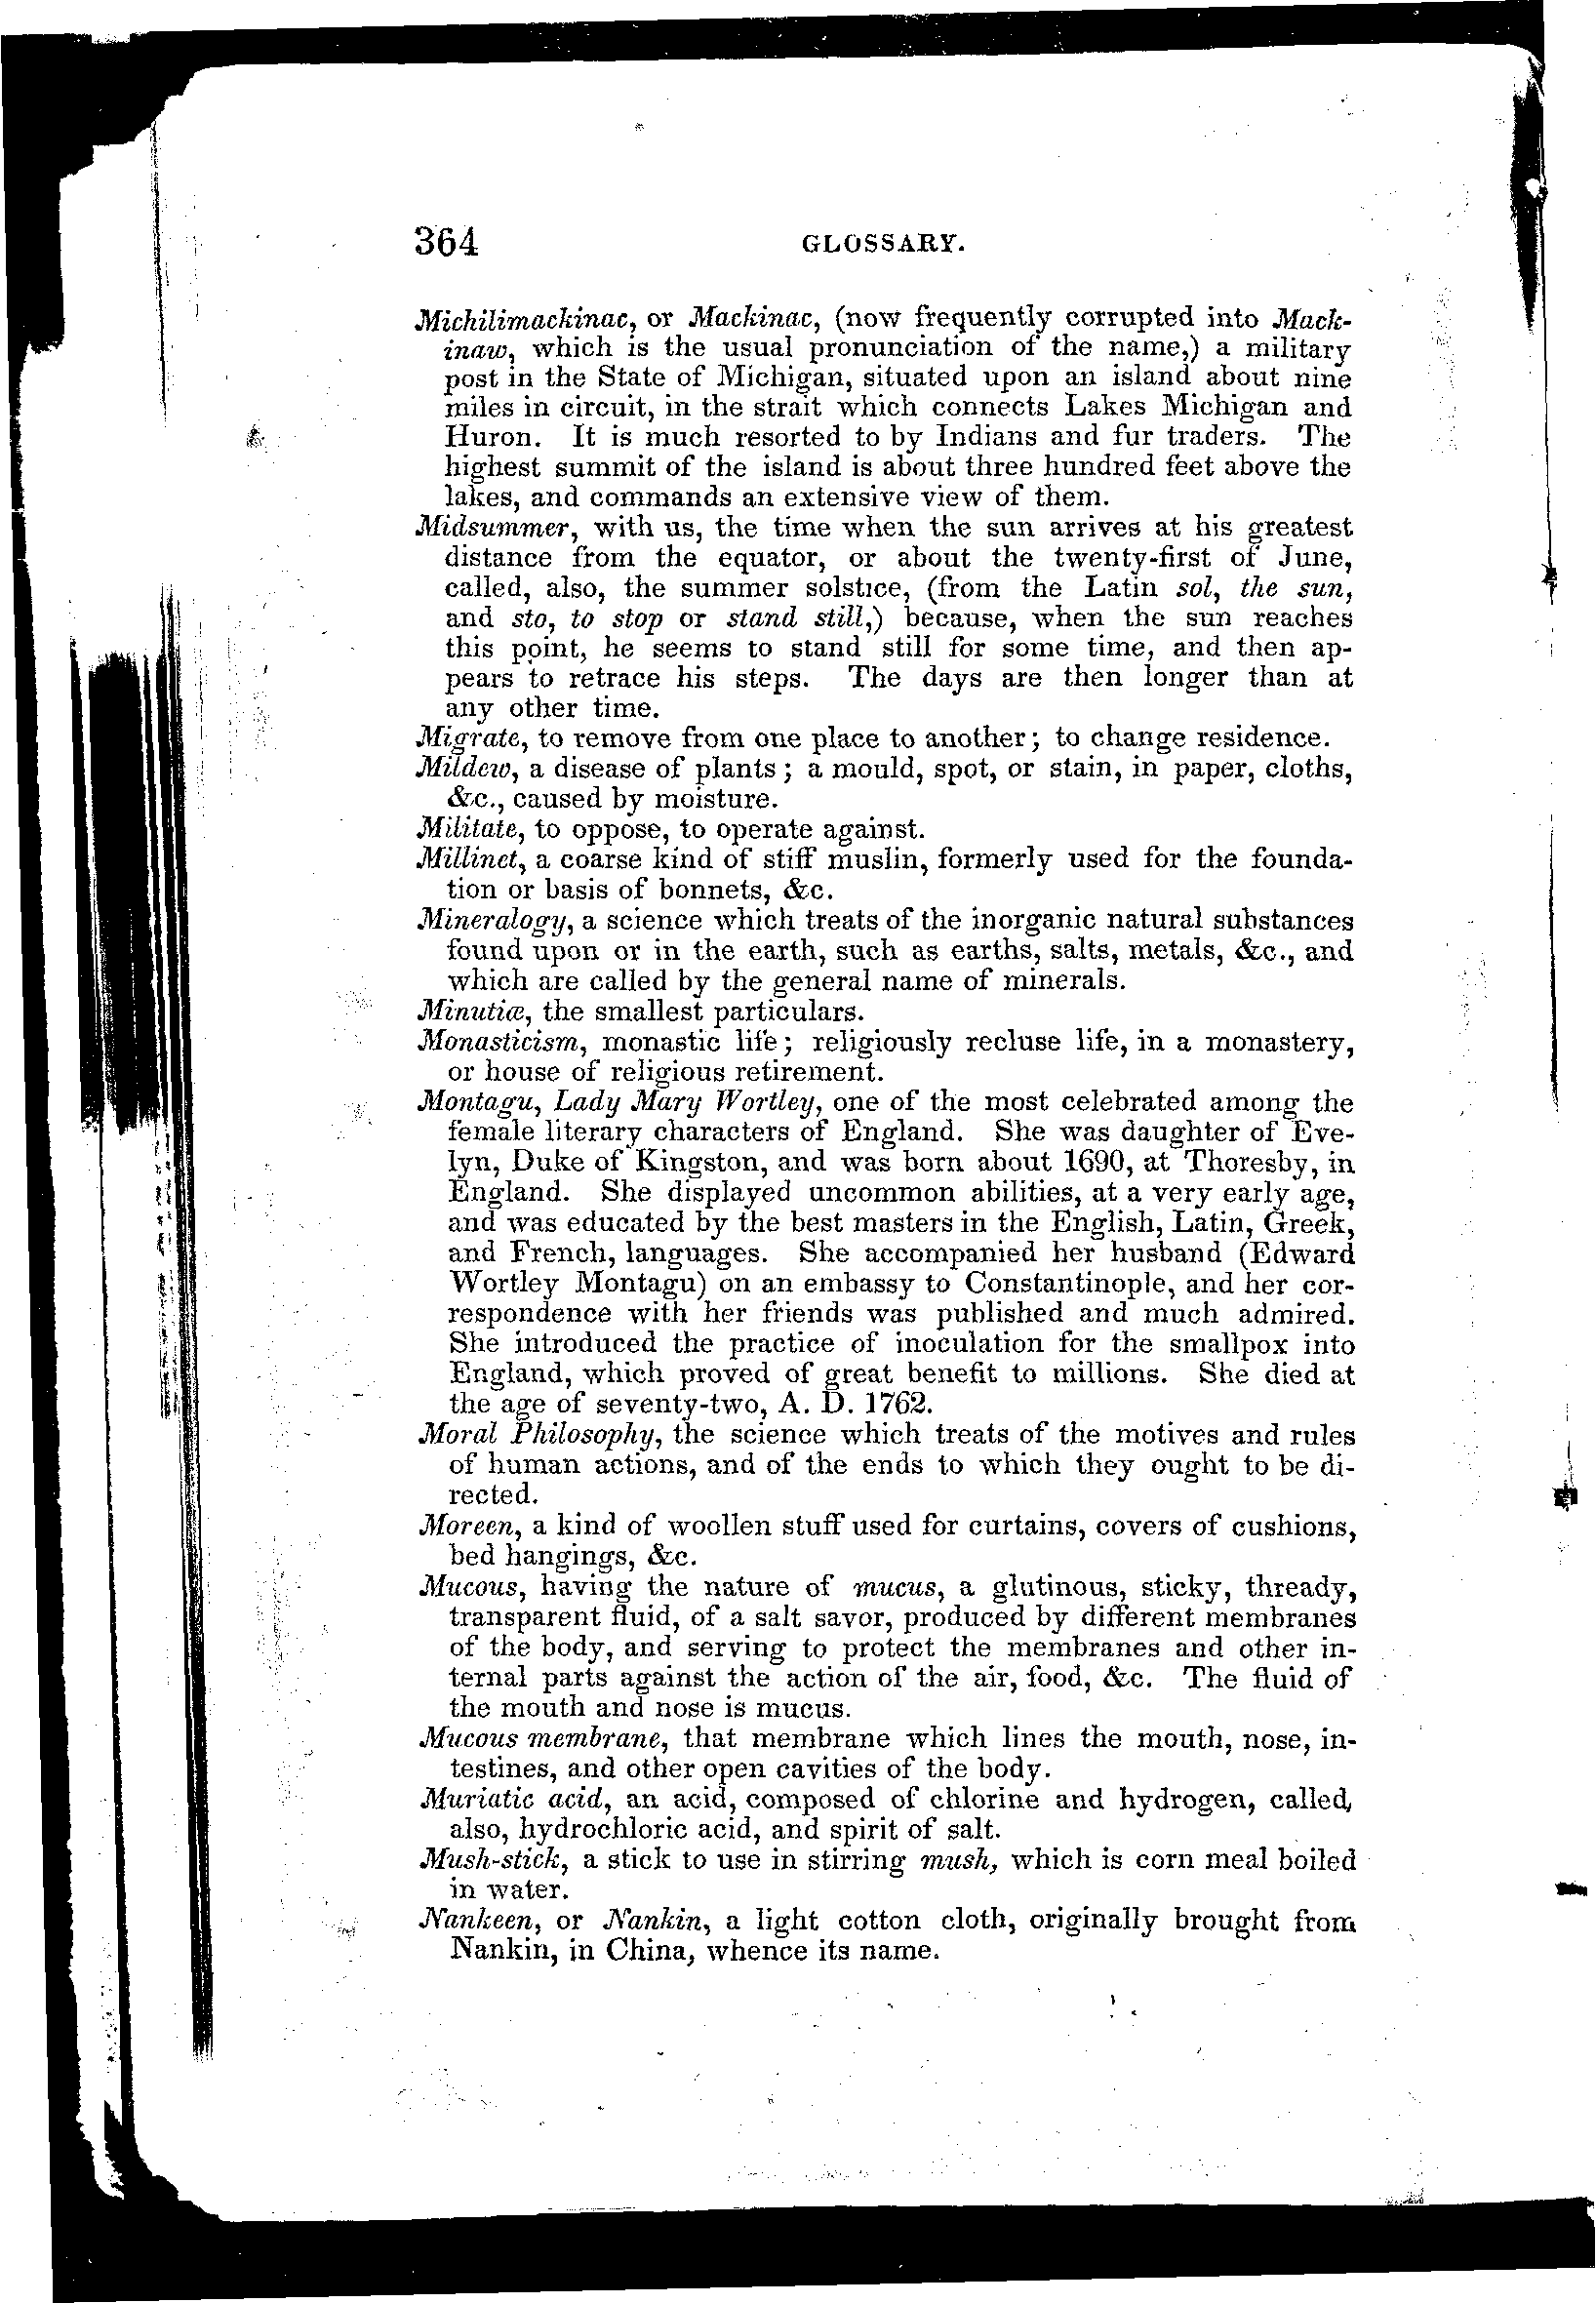 364 GLOSSARY.
Michilimackinac, or Mackinac, (now frequently corrupted into Mack-
inaw, which is the usual pronunciation of the name,) a military
post in the State of Michigan, situated upon an island about nine
miles in circuit, in the strait which connects Lakes Michigan and
Huron. It is much resorted to by Indians and fur traders. The
highest summit of the island is about three hundred feet above the
lakes, and commands an extensive view of them.
Midsummer, with us, the time when the sun arrives at his greatest
distance from the equator, or about the twenty-first of June,
called, also, the summer solstice, (from the Latin sol, the sun,
and sto, to stop or stand still,) because, when the sun reaches
this point, he seems to stand still for some time, and then ap-
pears to retrace his steps. The days are then longer than at
any other time.
Migrate, to remove from one place to another; to change residence.
Mildew, a disease of plants; a mould, spot, or stain, in paper, cloths,
&c., caused by moisture.
Militate, to oppose, to operate against.
Millinet, a coarse kind of stiff muslin, formerly used for the founda-
tion or basis of bonnets, &c.
Mineralogy, a science which treats of the inorganic natural substances
found upon or in the earth, such as earths, salts, metals, &c., and
which are called by the general name of minerals.
Minutiæ, the smallest particulars.
Monasticism, monastic life; religiously recluse life, in a monastery,
or house of religious retirement.
Montagu, Lady Mary Wortley, one of the most celebrated among the
female literary characters of England. She was daughter of Eve-
lyn, Duke of Kingston, and was born about 1690, at Thoresby, in
England. She displayed uncommon abilities, at a very early age,
and was educated by the best masters in the English, Latin, Greek,
and French, languages. She accompanied her husband (Edward
Wortley Montagu) on an embassy to Constantinople, and her cor-
respondence with her friends was published and much admired.
She introduced the practice of inoculation for the smallpox into
England, which proved of great benefit to millions. She died at
the age of seventy-two, A. D. 1762.
Moral Philosophy, the science which treats of the motives and rules
of human actions, and of the ends to which they ought to be di-
rected.
Moreen, a kind of woollen stuff used for curtains, covers of cushions,
bed hangings, &c.
Mucous, having the nature of mucus, a glutinous, sticky, thready,
transparent fluid, of a salt savor, produced by different membranes
of the body, and serving to protect the membranes and other in-
ternal parts against the action of the air, food, &c. The fluid of
the mouth and nose is mucus.
Mucous membrane, that membrane which lines the mouth, nose, in-
testines, and other open cavities of the body.
Muriatic acid, an acid, composed of chlorine and hydrogen, called,
also, hydrochloric acid, and spirit of salt.
Mush-stick, a stick to use in stirring mush, which is corn meal boiled
in water.
Nankeen, or Nankin, a light cotton cloth, originally brought from
Nankin, in China, whence its name.